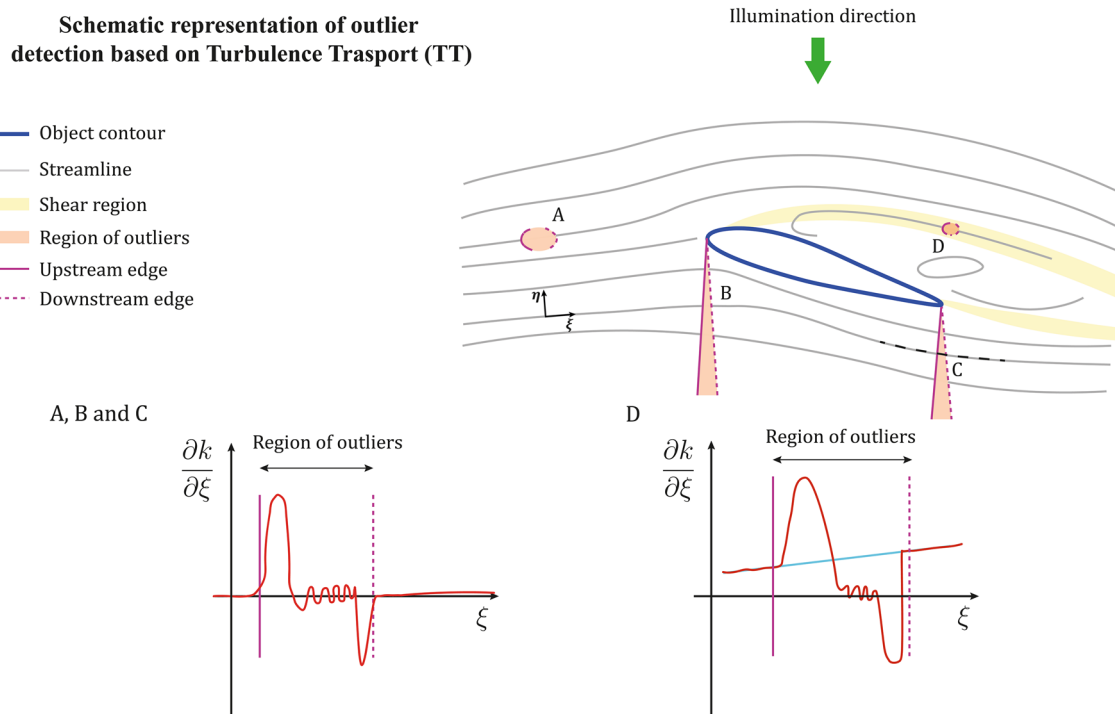 Schematic representation of outlier
detection based on Turbulence Trasport (TT)
Illumination direction
Object contour
Streamline
Shear region
Region of outliers
Upstream edge
Downstream edge
A
D
B
η
ξ
C
A, B and C
D
∂k
∂ξ
Region of outliers
ξ
∂k
∂ξ
Region of outliers
ξ